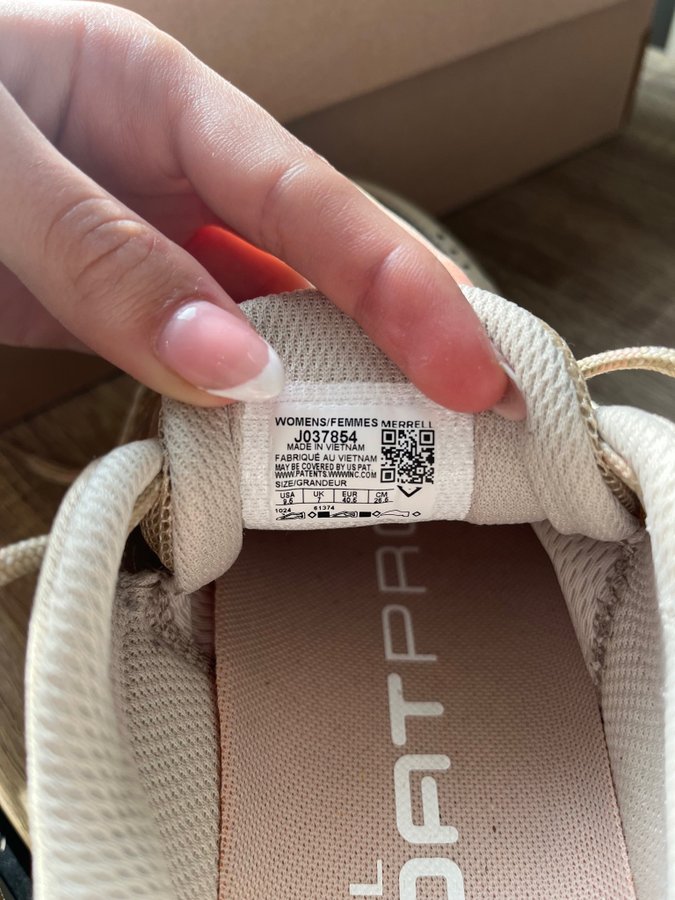 WOMENS/FEMMES MERRELL
J037854
MADE IN VIETNAM
FABRIQUÉ AU VIETNAM
MAY BE COVERED BY US PAT.
WWW.PATENTS.WWWINC.COM
SIZE/GRANDEUR
USA UK EUR CM
9.5 7 40.5 26.5
1024 61374
OATPRO
L